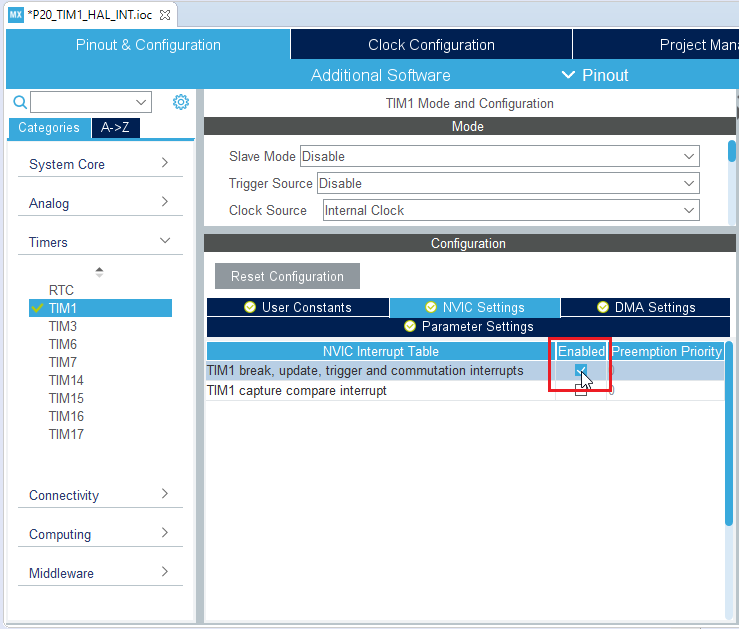 MX *P20_TIM1_HAL_INT.ioc
Pinout & Configuration Clock Configuration Project Man
Additional Software Pinout
Categories A->Z
System Core
Analog
Timers
RTC
TIM1
TIM3
TIM6
TIM7
TIM14
TIM15
TIM16
TIM17
Connectivity
Computing
Middleware
TIM1 Mode and Configuration
Mode
Slave Mode Disable
Trigger Source Disable
Clock Source Internal Clock
Configuration
Reset Configuration
User Constants NVIC Settings DMA Settings
Parameter Settings
NVIC Interrupt Table Enabled Preemption Priority
TIM1 break, update, trigger and commutation interrupts 0
TIM1 capture compare interrupt 0